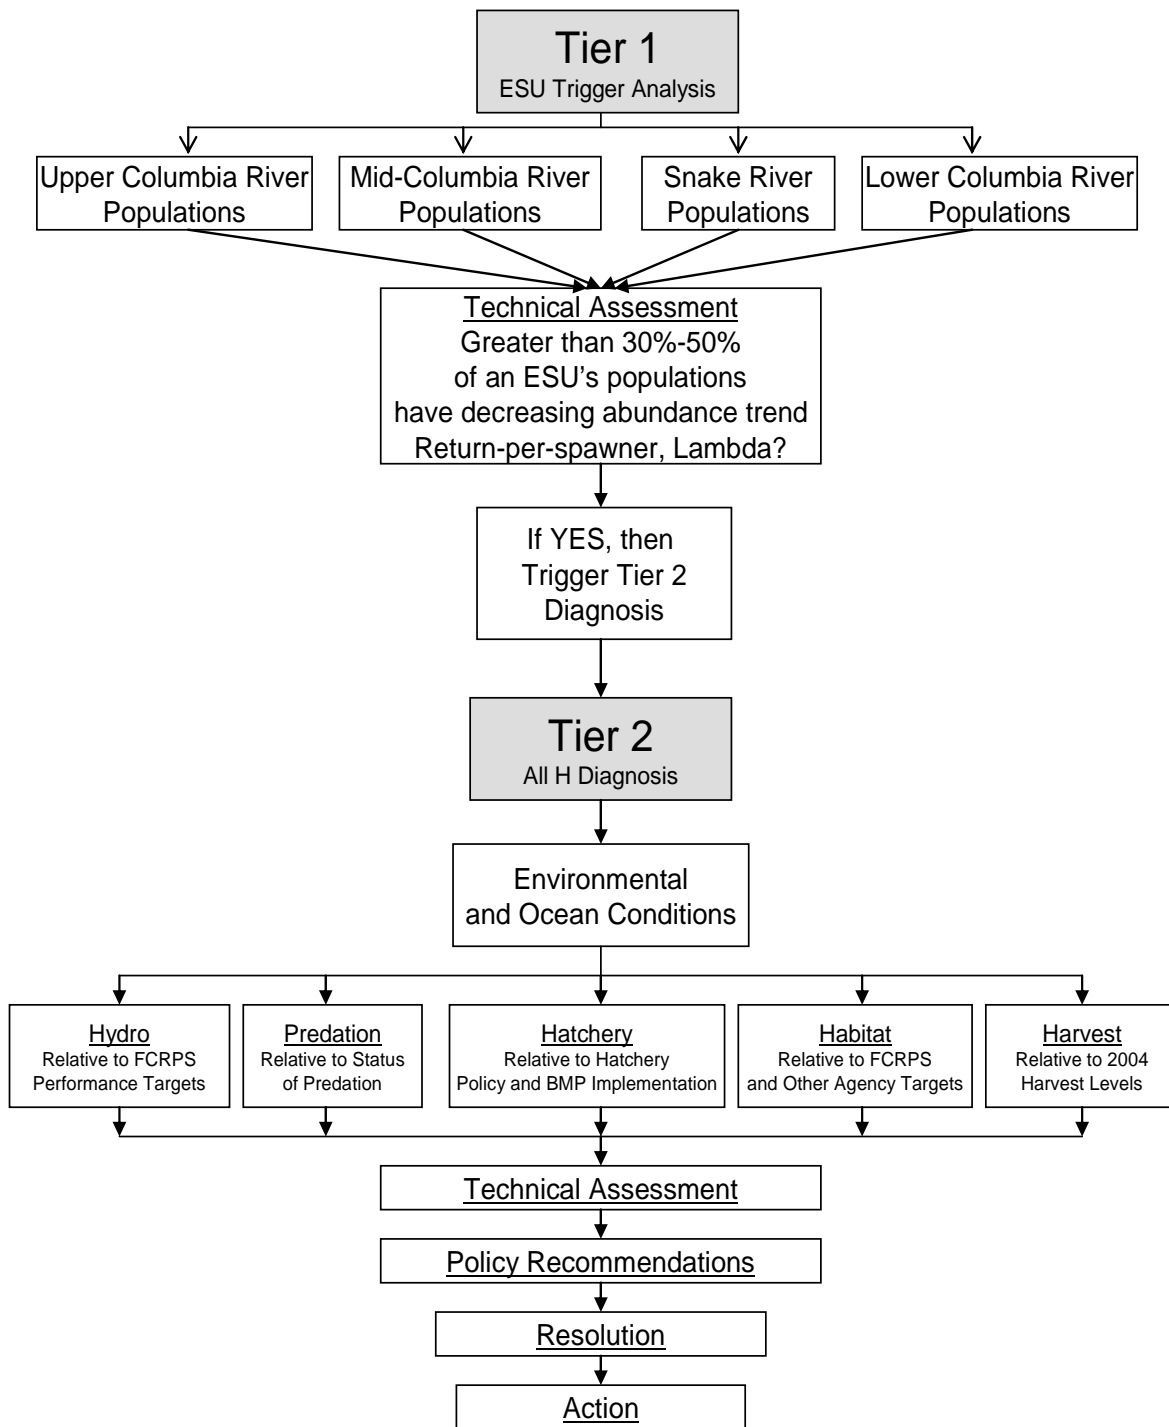 Tier 1
ESU Trigger Analysis
Upper Columbia River
Populations
Mid-Columbia River
Populations
Snake River
Populations
Lower Columbia River
Populations
Technical Assessment
Greater than 30%-50%
of an ESU's populations
have decreasing abundance trend
Return-per-spawner, Lambda?
If YES, then
Trigger Tier 2
Diagnosis
Tier 2
All H Diagnosis
Environmental
and Ocean Conditions
Hydro
Relative to FCRPS
Performance Targets
Predation
Relative to Status
of Predation
Hatchery
Relative to Hatchery
Policy and BMP Implementation
Habitat
Relative to FCRPS
and Other Agency Targets
Harvest
Relative to 2004
Harvest Levels
Technical Assessment
Policy Recommendations
Resolution
Action